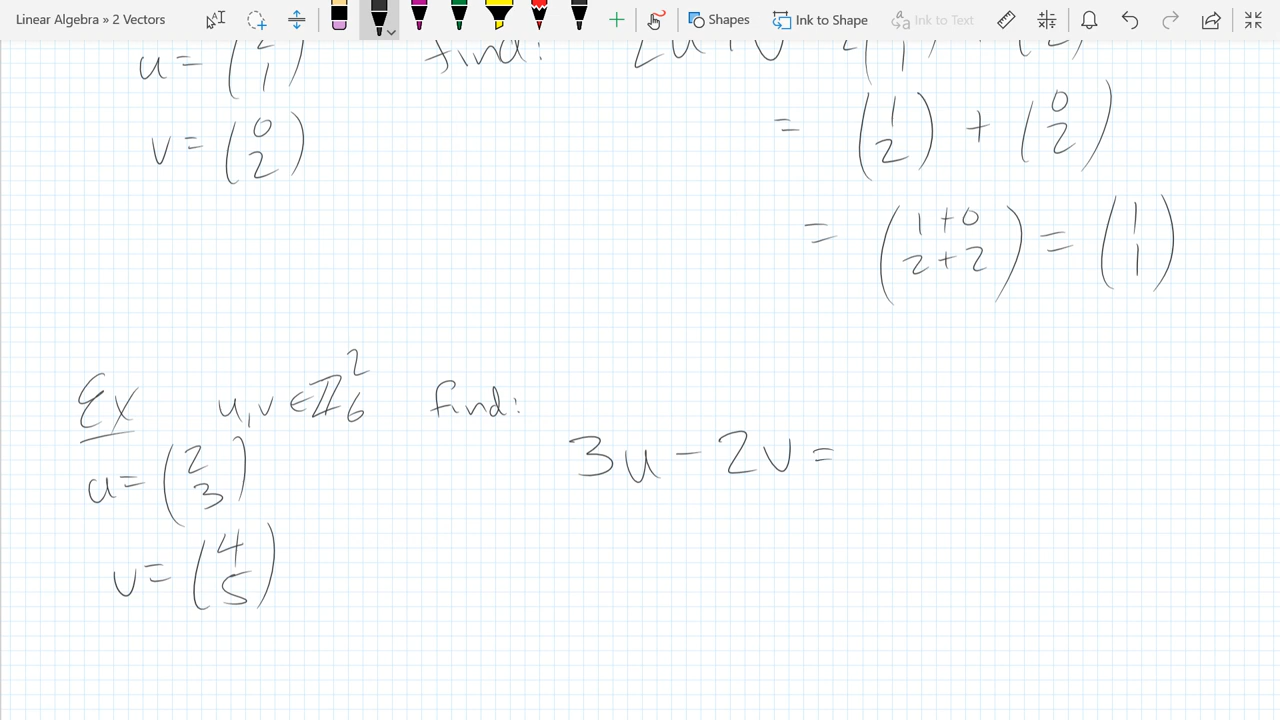 Linear Algebra » 2 Vectors Shapes Ink to Shape Ink to Text
u = (2 1) find: 2u + v
v = (0 2)
= (1 2) + (0 2)
= (1+0 2+2) = (1 1)
Ex u,v ∈ ℤ₆² find:
u = (2 3) 3u - 2v =
v = (4 5)